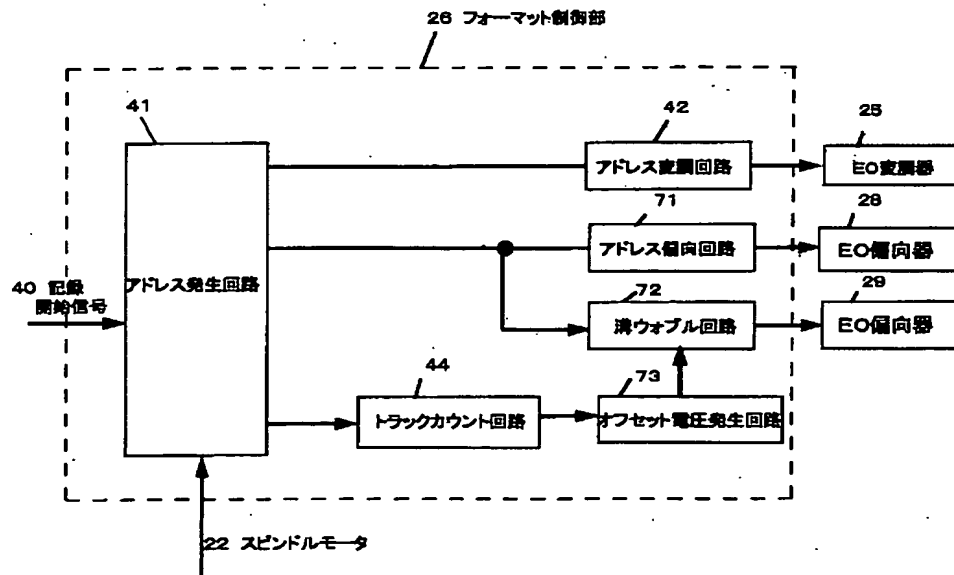 26 フォーマット制御部
41
42
25
アドレス変調回路
EO変調器
71
28
アドレス偏向回路
EO偏向器
アドレス発生回路
40 記録
開始信号
72
29
溝ウォブル回路
EO偏向器
44
73
トラックカウント回路
オフセット電圧発生回路
22 スピンドルモータ